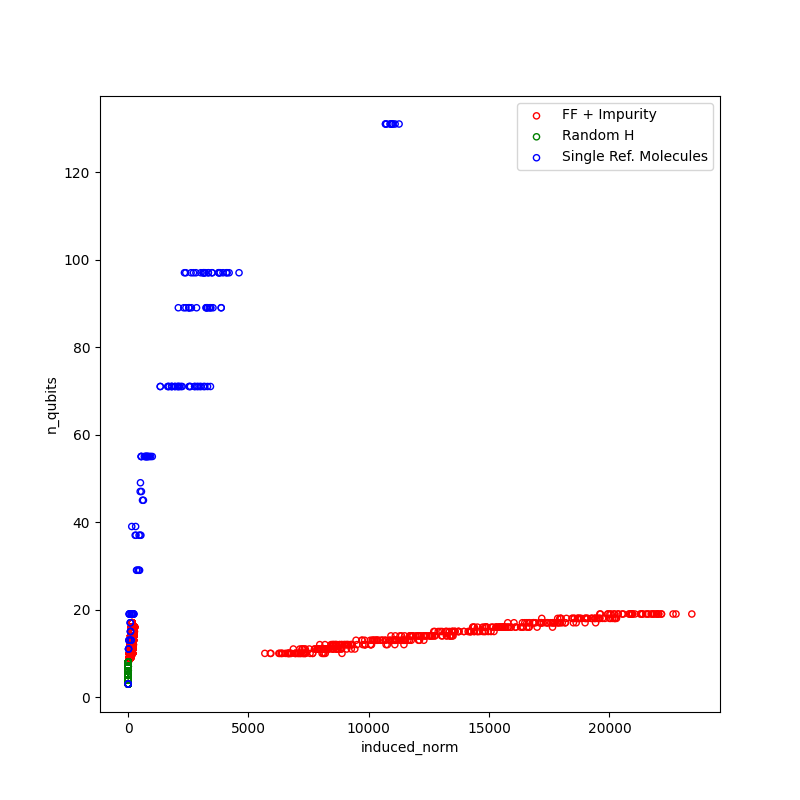 FF + Impurity
Random H
Single Ref. Molecules
120
100
80
60
40
20
0
n_qubits
0 5000 10000 15000 20000
induced_norm